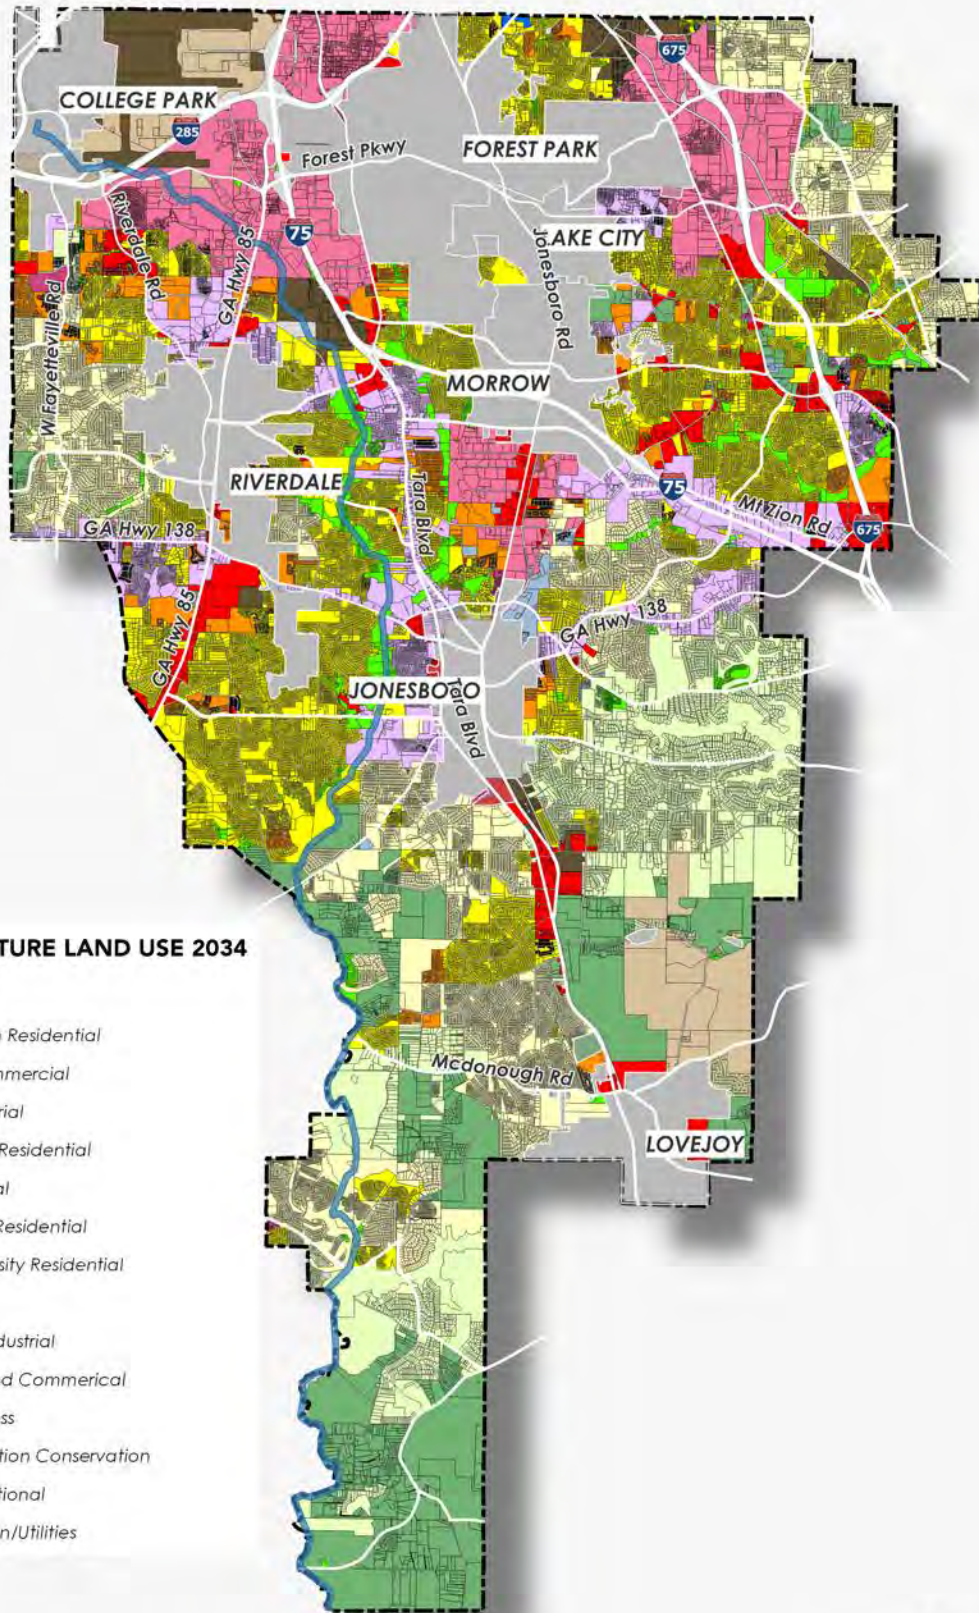 675
COLLEGE PARK
285
Forest Pkwy
FOREST PARK
Riverdale Rd
GA Hwy 85
75
AKE CITY
Jonesboro Rd
W Fayetteville Rd
MORROW
RIVERDALE
Tara Blvd
75
Mt Zion Rd
675
GA Hwy 138
GA Hwy 138
GA Hwy 85
JONESBORO
Tara Blvd
TURE LAND USE 2034
Residential
mmercial
rial
Residential
al
Residential
sity Residential
dustrial
d Commerical
ss
tion Conservation
tional
n/Utilities
Mcdonough Rd
LOVEJOY